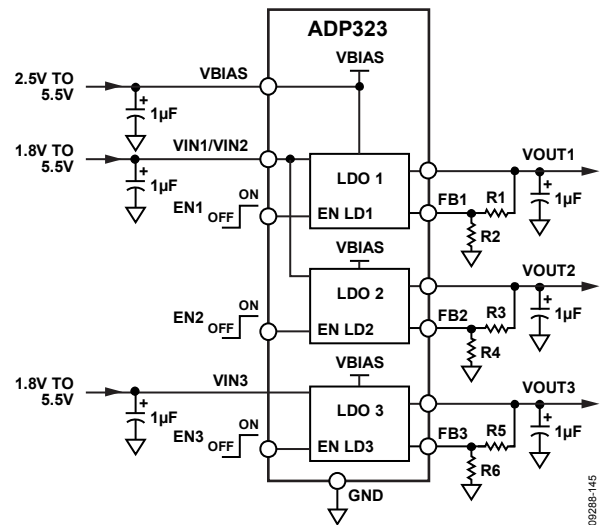 ADP323
VBIAS
2.5V TO
5.5V
VBIAS
+
1µF
1.8V TO
5.5V
VIN1/VIN2
+
1µF
LDO 1
VOUT1
EN1
OFF
ON
EN LD1
FB1
R1
R2
+
1µF
VBIAS
LDO 2
VOUT2
EN2
OFF
ON
EN LD2
FB2
R3
R4
+
1µF
VBIAS
1.8V TO
5.5V
VIN3
+
1µF
LDO 3
VOUT3
EN3
OFF
ON
EN LD3
FB3
R5
R6
+
1µF
GND
09288-145